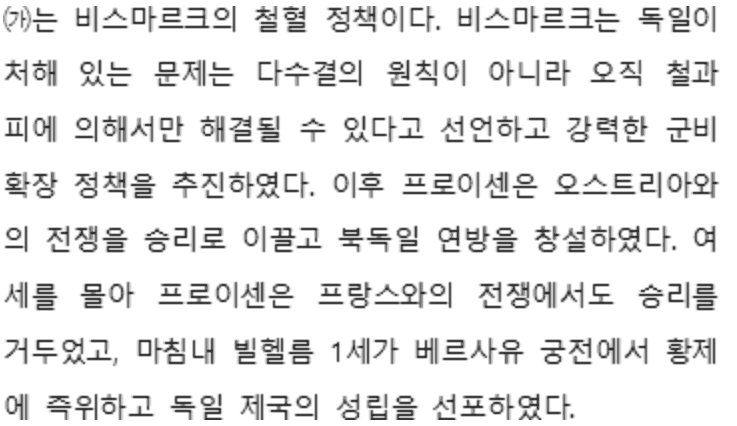 ㈎는 비스마르크의 철혈 정책이다. 비스마르크는 독일이
처해 있는 문제는 다수결의 원칙이 아니라 오직 철과
피에 의해서만 해결될 수 있다고 선언하고 강력한 군비
확장 정책을 추진하였다. 이후 프로이센은 오스트리아와
의 전쟁을 승리로 이끌고 북독일 연방을 창설하였다. 여
세를 몰아 프로이센은 프랑스와의 전쟁에서도 승리를
거두었고, 마침내 빌헬름 1세가 베르사유 궁전에서 황제
에 즉위하고 독일 제국의 성립을 선포하였다.